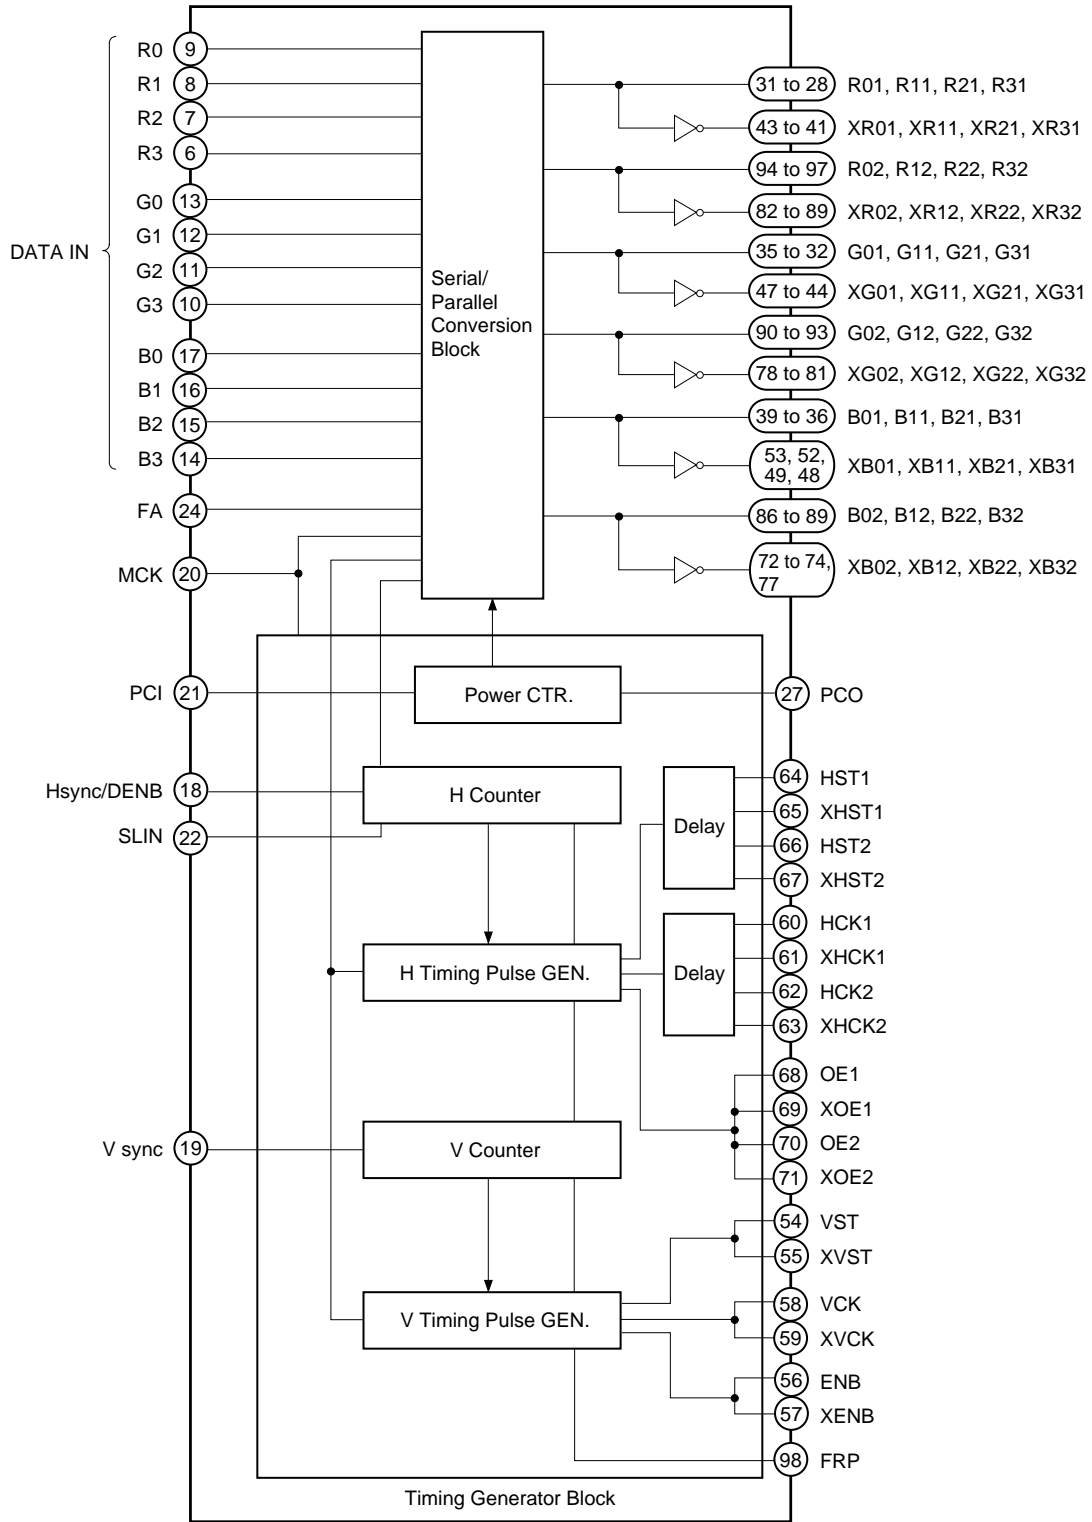 R0 9
R1 8
R2 7
R3 6
G0 13
G1 12
G2 11
G3 10
B0 17
B1 16
B2 15
B3 14
DATA IN
FA 24
MCK 20
PCI 21
Hsync/DENB 18
SLIN 22
V sync 19
Serial/
Parallel
Conversion
Block
Power CTR.
H Counter
H Timing Pulse GEN.
V Counter
V Timing Pulse GEN.
Delay
Delay
Timing Generator Block
31 to 28 R01, R11, R21, R31
43 to 41 XR01, XR11, XR21, XR31
94 to 97 R02, R12, R22, R32
82 to 89 XR02, XR12, XR22, XR32
35 to 32 G01, G11, G21, G31
47 to 44 XG01, XG11, XG21, XG31
90 to 93 G02, G12, G22, G32
78 to 81 XG02, XG12, XG22, XG32
39 to 36 B01, B11, B21, B31
53, 52,
49, 48
XB01, XB11, XB21, XB31
86 to 89 B02, B12, B22, B32
72 to 74,
77
XB02, XB12, XB22, XB32
27 PCO
64 HST1
65 XHST1
66 HST2
67 XHST2
60 HCK1
61 XHCK1
62 HCK2
63 XHCK2
68 OE1
69 XOE1
70 OE2
71 XOE2
54 VST
55 XVST
58 VCK
59 XVCK
56 ENB
57 XENB
98 FRP